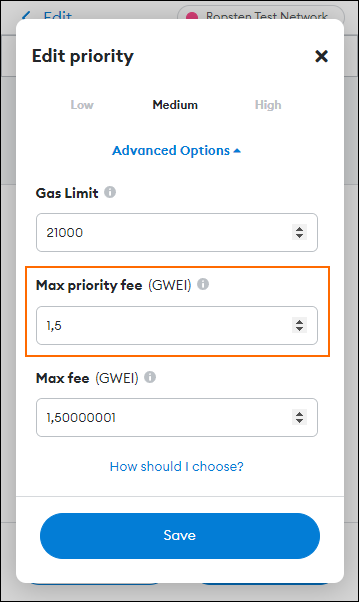 Edit
Ropsten Test Network
Edit priority
Low Medium High
Advanced Options
Gas Limit
21000
Max priority fee (GWEI)
1,5
Max fee (GWEI)
1,50000001
How should I choose?
Save